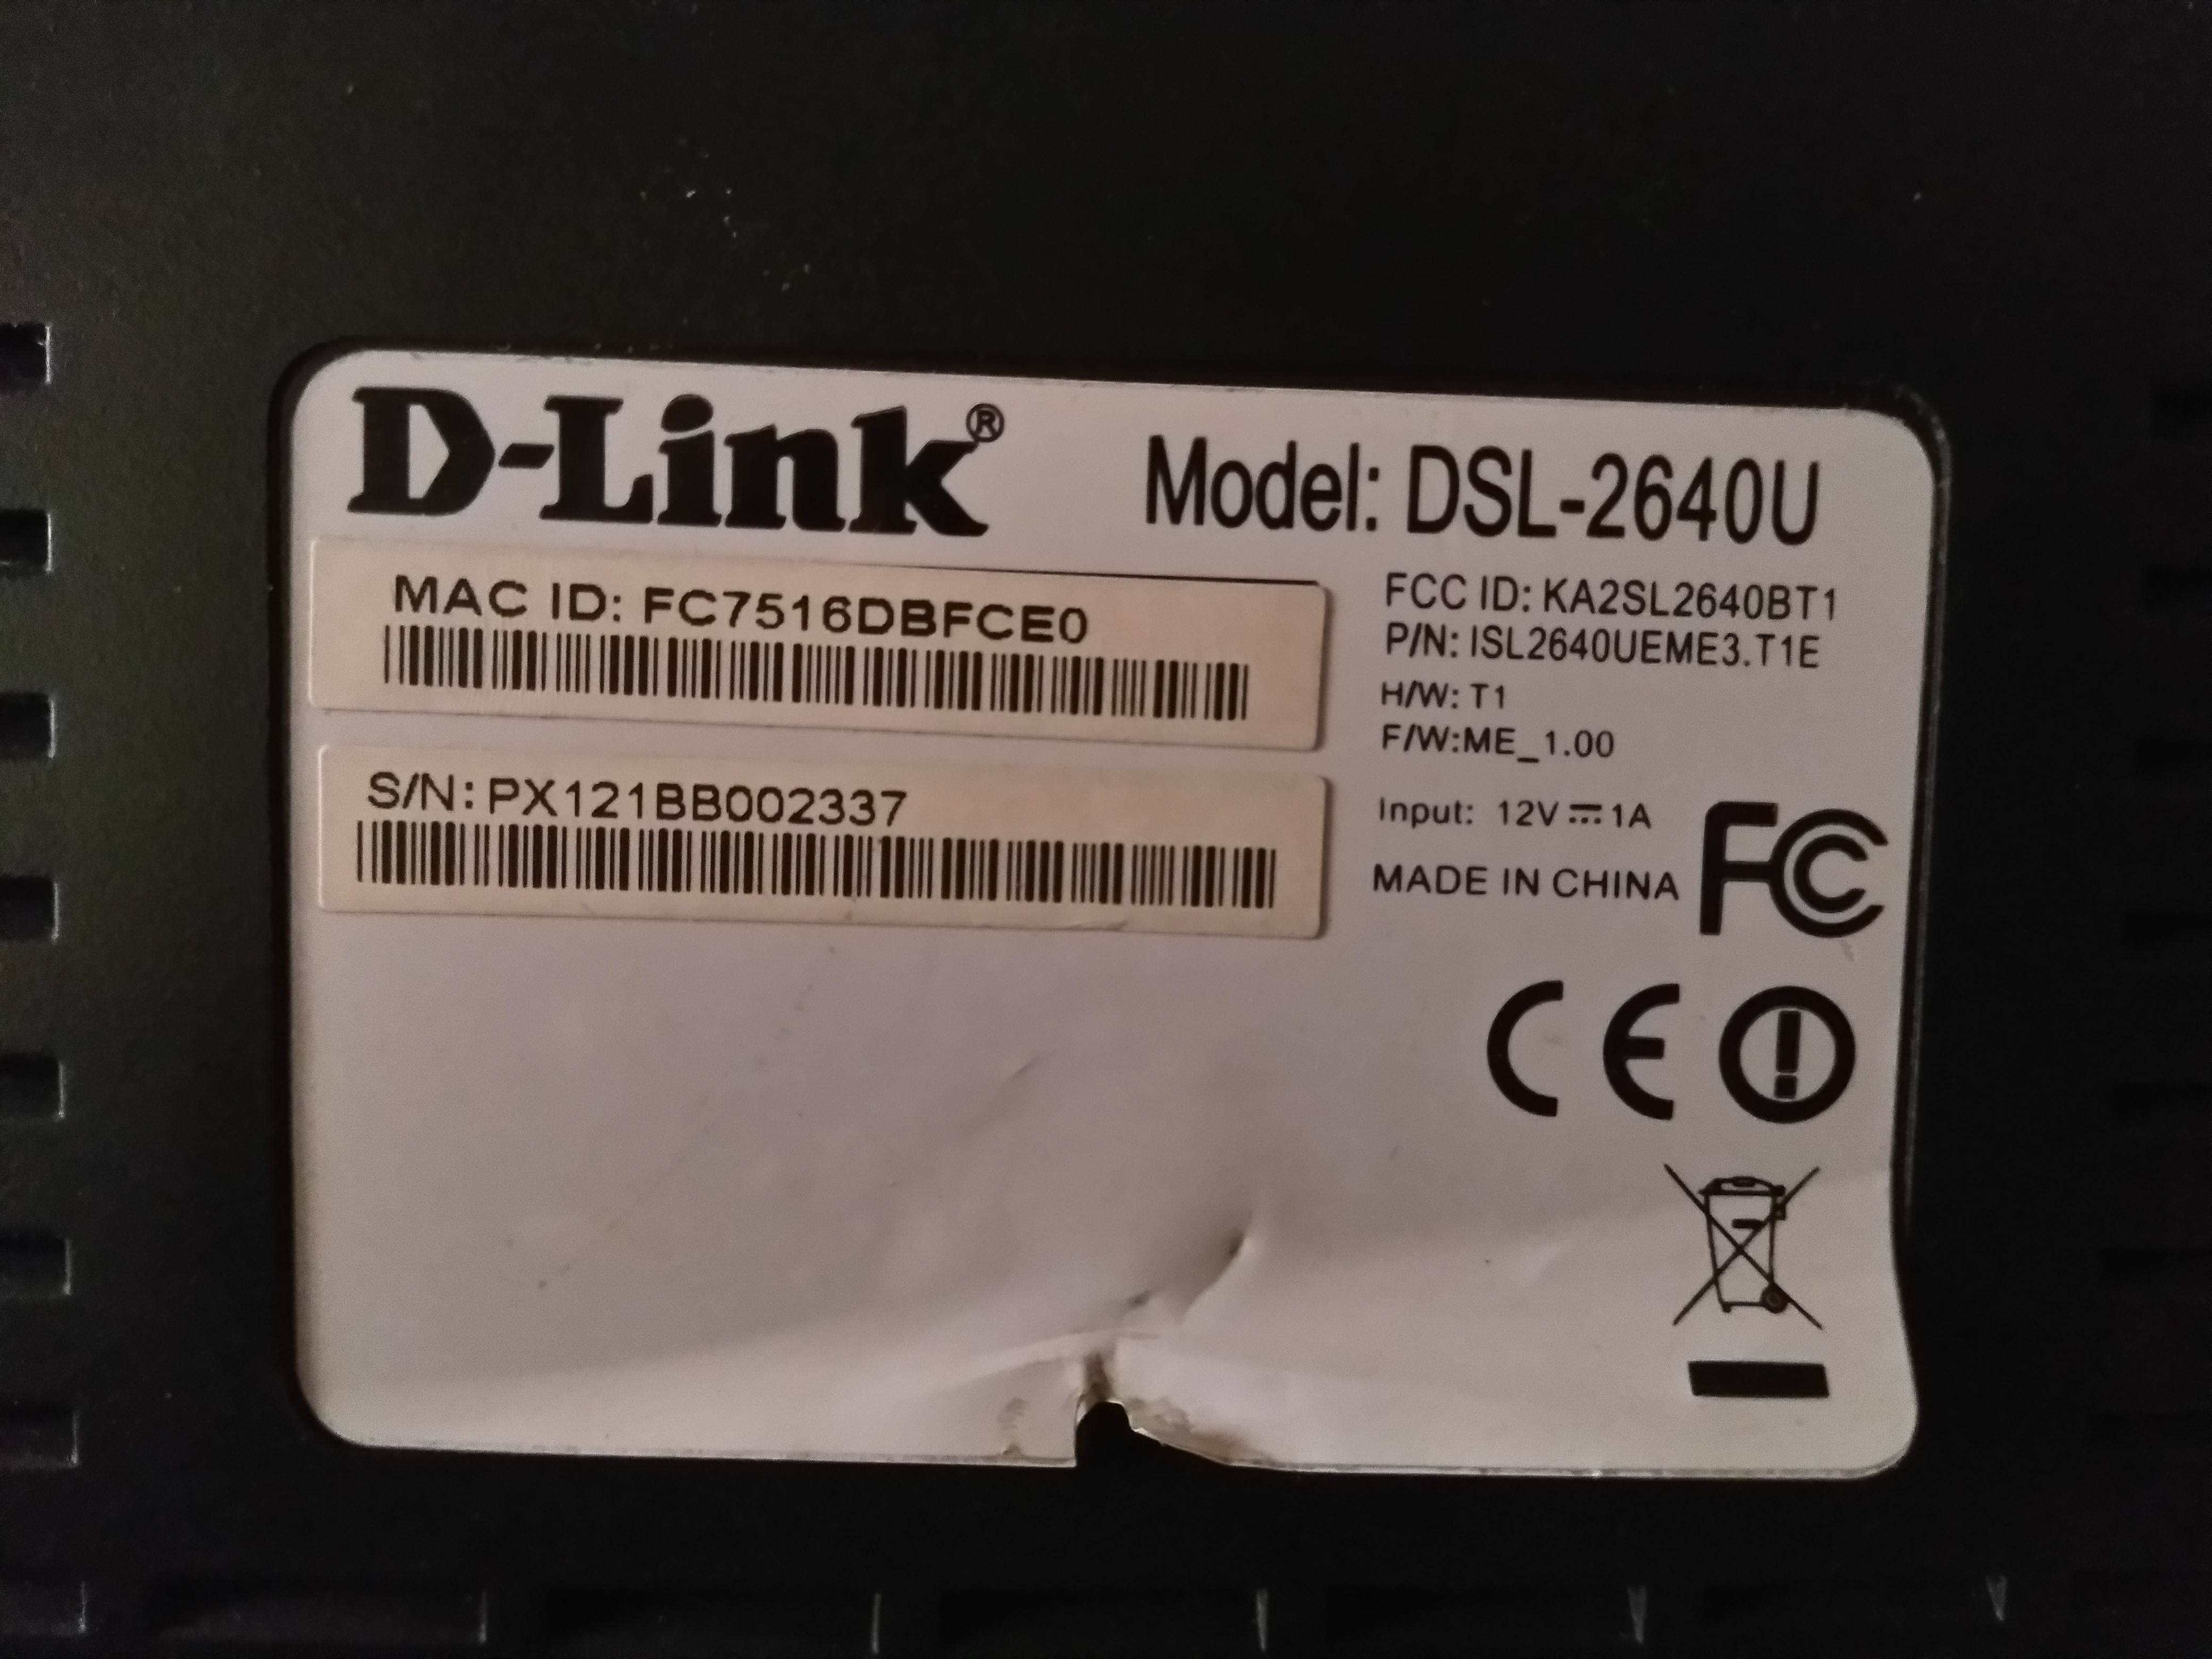 D-Link®
Model: DSL-2640U
MAC ID: FC7516DBFCE0
S/N: PX121BB002337
FCC ID: KA2SL2640BT1
P/N: ISL2640UEME3.T1E
H/W: T1
F/W:ME_1.00
Input: 12V ⎓ 1A
MADE IN CHINA
FC
CE